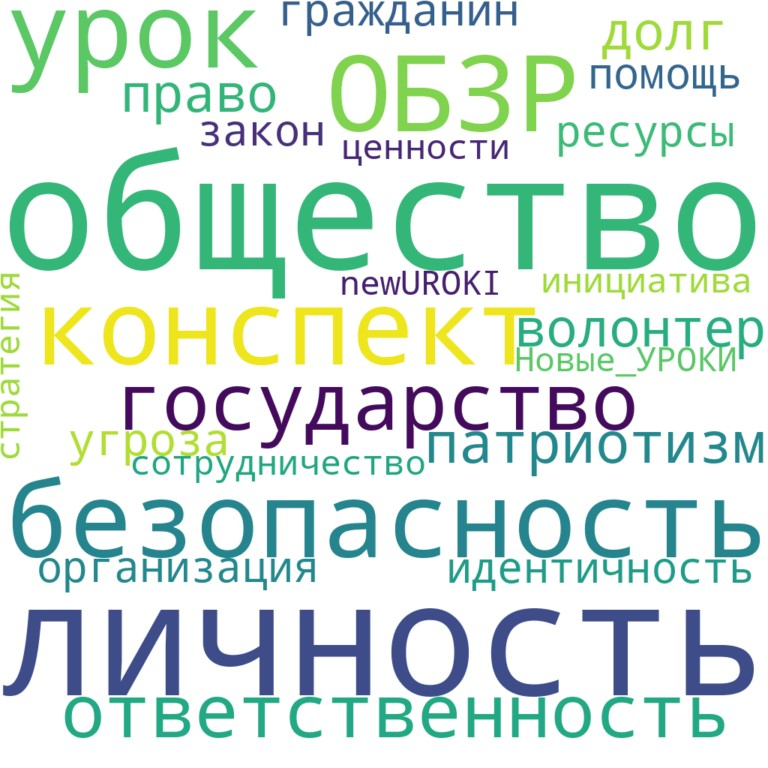 гражданин
урок
долг
ОБЗР
помощь
право
закон
ресурсы
ценности
общество
newUROKI
инициатива
стратегия
конспект
волонтер
Новые_УРОКИ
государство
угроза
патриотизм
сотрудничество
безопасность
организация
идентичность
личность
ответственность